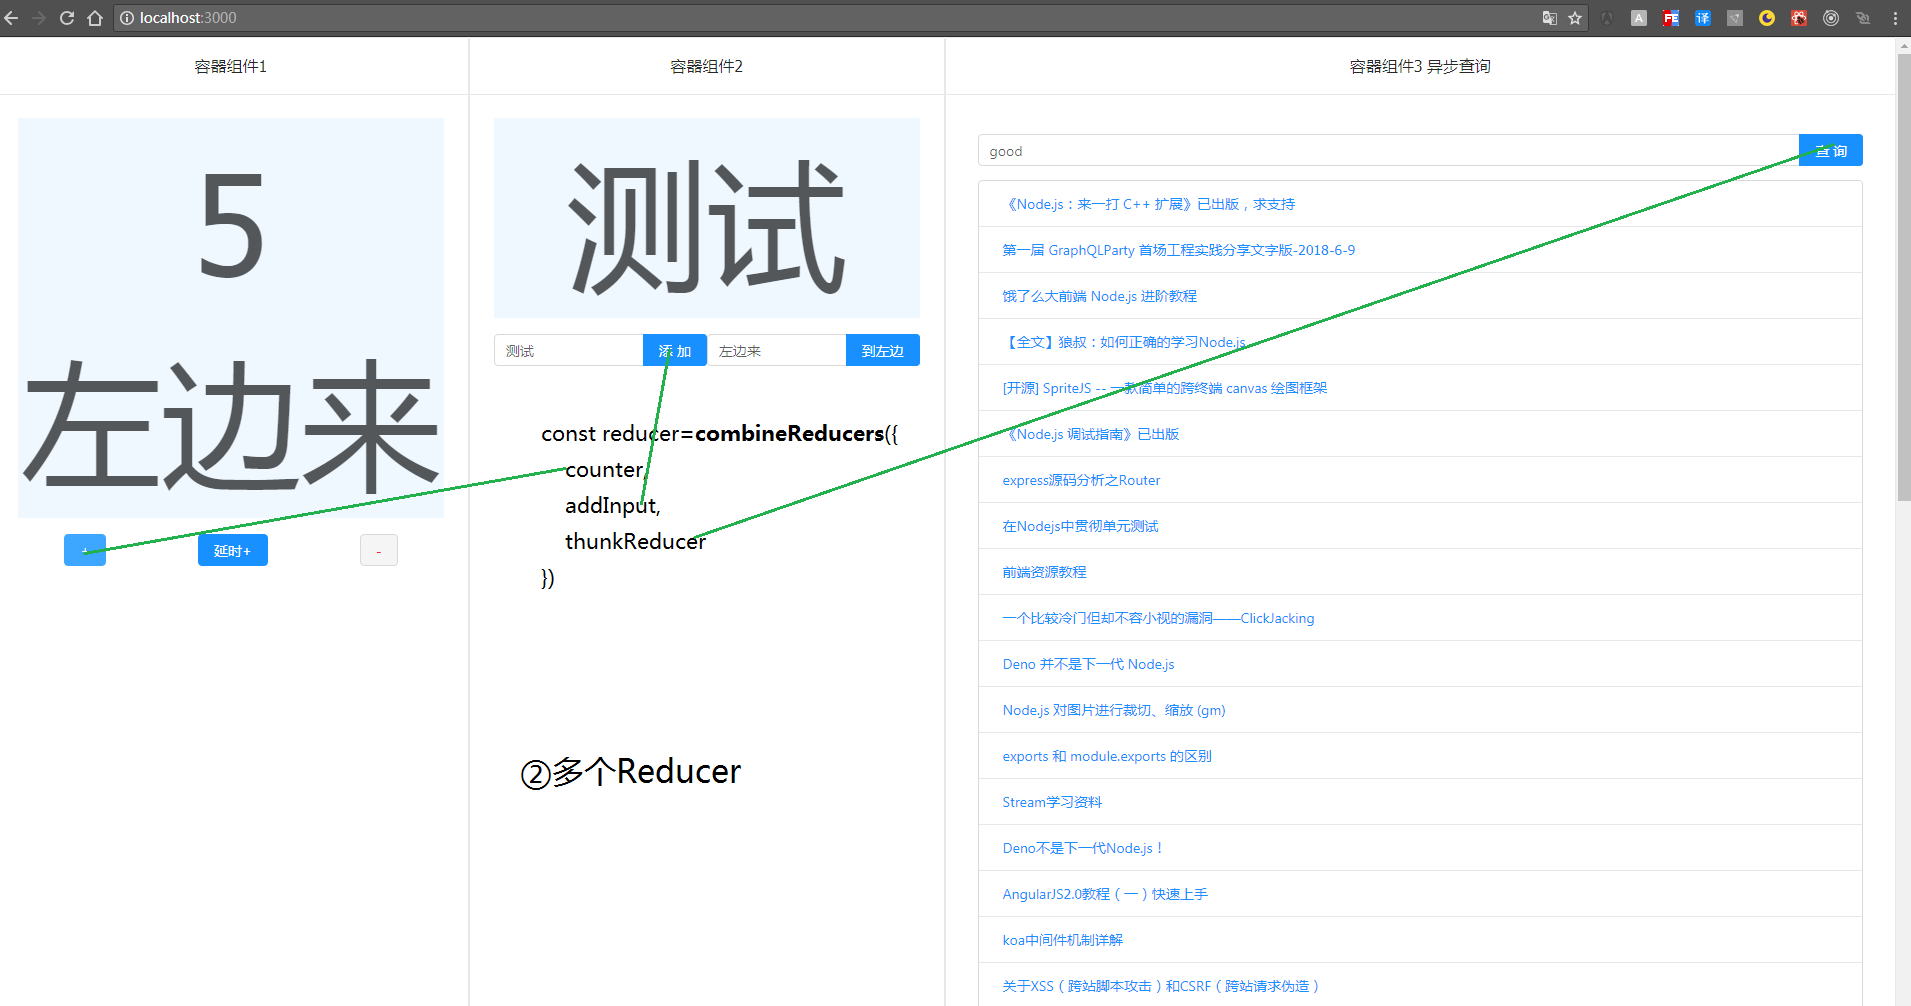 localhost:3000
容器组件1
容器组件2
容器组件3 异步查询
5
左边来
+
延时+
-
测试
测试
添 加
左边来
到左边
const reducer=combineReducers({
counter,
addInput,
thunkReducer
})
②多个Reducer
good
查 询
《Node.js：来一打 C++ 扩展》已出版，求支持
第一届 GraphQLParty 首场工程实践分享文字版-2018-6-9
饿了么大前端 Node.js 进阶教程
【全文】狼叔：如何正确的学习Node.js
[开源] SpriteJS -- 一款简单的跨终端 canvas 绘图框架
《Node.js 调试指南》已出版
express源码分析之Router
在Nodejs中贯彻单元测试
前端资源教程
一个比较冷门但却不容小视的漏洞——ClickJacking
Deno 并不是下一代 Node.js
Node.js 对图片进行裁切、缩放 (gm)
exports 和 module.exports 的区别
Stream学习资料
Deno不是下一代Node.js！
AngularJS2.0教程（一）快速上手
koa中间件机制详解
关于XSS（跨站脚本攻击）和CSRF（跨站请求伪造）